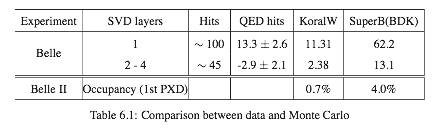 Experiment SVD layers Hits QED hits KoralW SuperB(BDK)
Belle 1 ∼ 100 13.3 ± 2.6 11.31 62.2
2 - 4 ∼ 45 -2.9 ± 2.1 2.38 13.1
Belle II Occupancy (1st PXD) 0.7% 4.0%
Table 6.1: Comparison between data and Monte Carlo